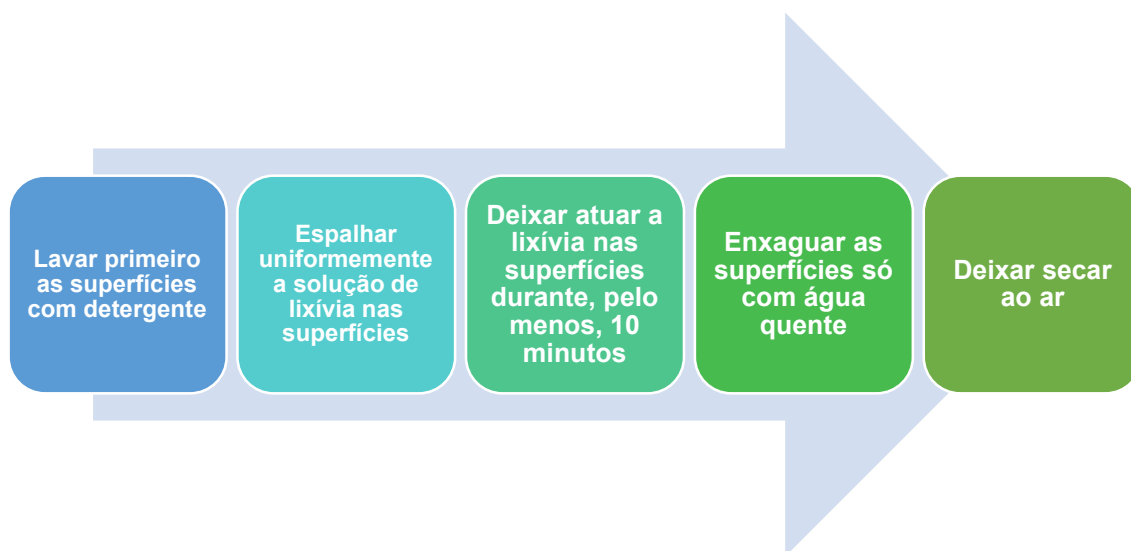 Lavar primeiro
as superfícies
com detergente
Espalhar
uniformemente
a solução de
lixívia nas
superfícies
Deixar atuar a
lixívia nas
superfícies
durante, pelo
menos, 10
minutos
Enxaguar as
superfícies só
com água
quente
Deixar secar
ao ar